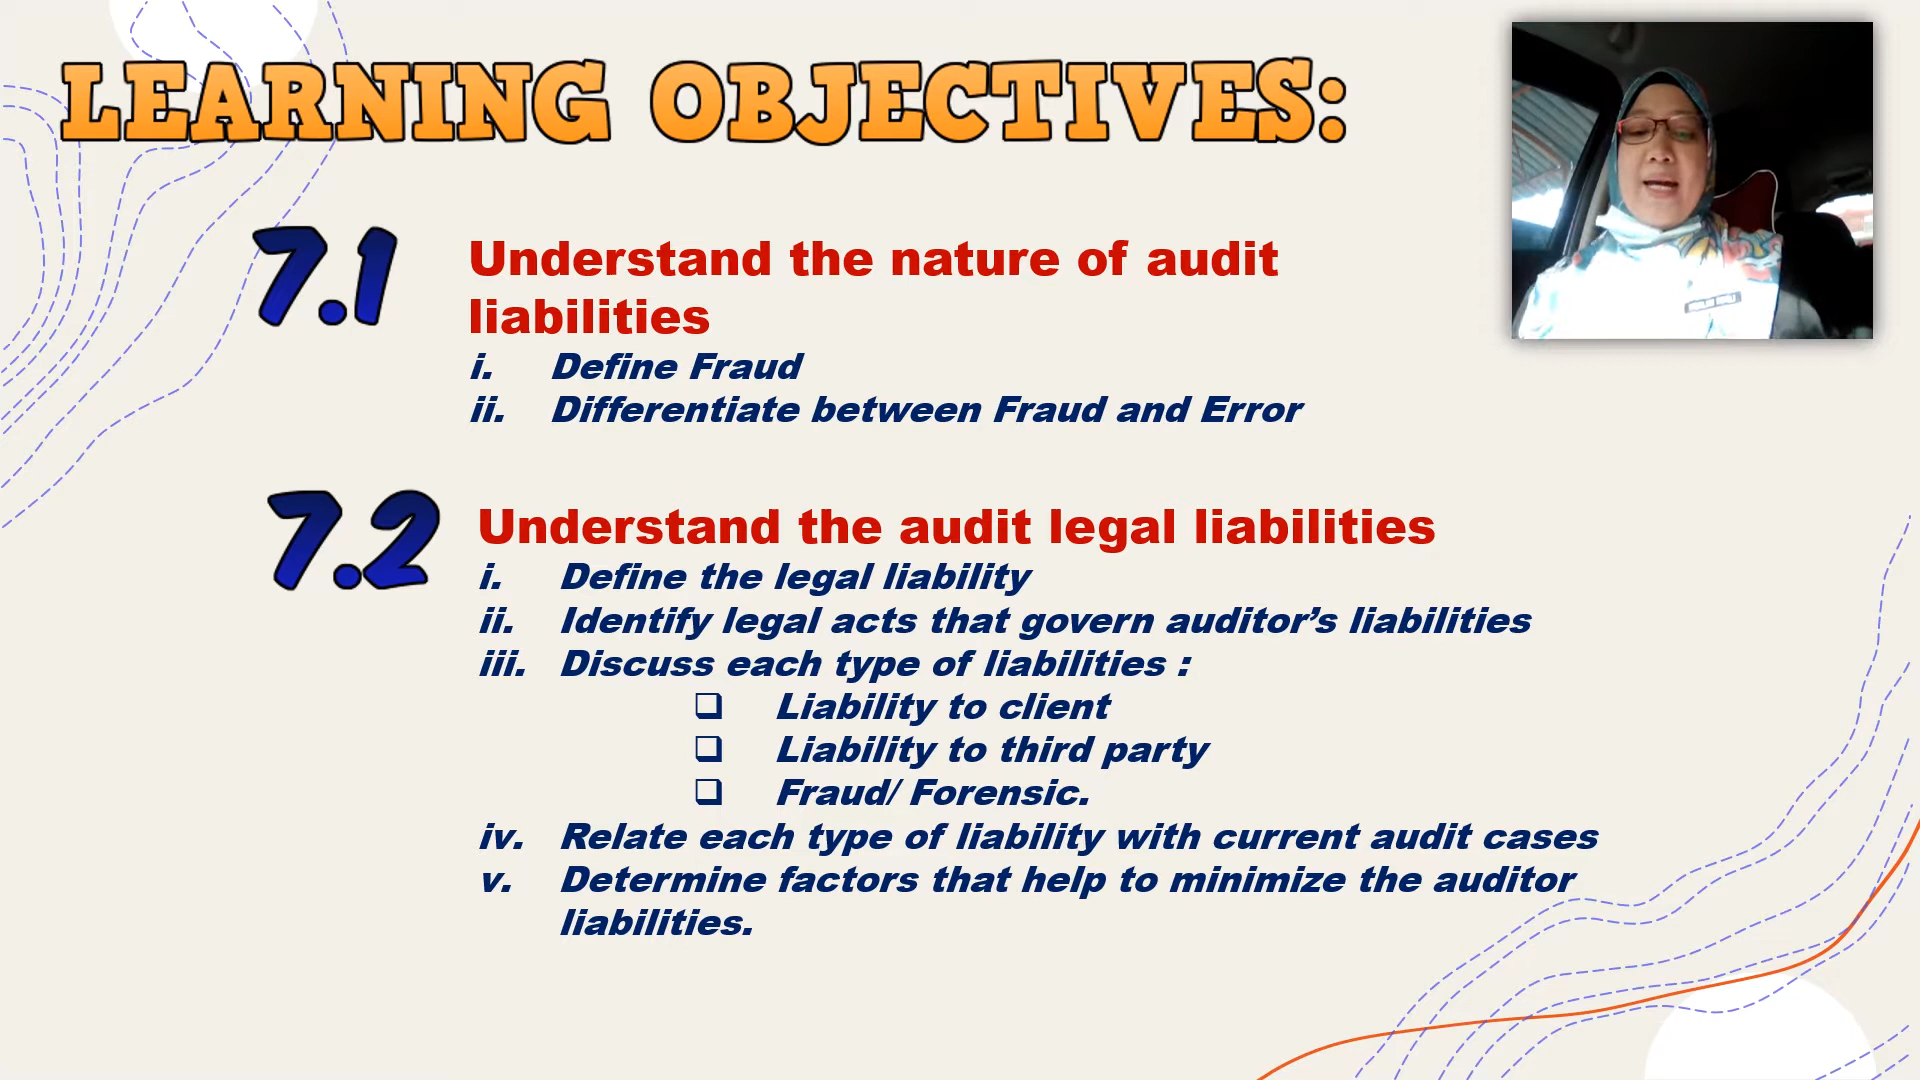 LEARNING OBJECTIVES:
7.1
Understand the nature of audit
liabilities
i. Define Fraud
ii. Differentiate between Fraud and Error
7.2
Understand the audit legal liabilities
i. Define the legal liability
ii. Identify legal acts that govern auditor’s liabilities
iii. Discuss each type of liabilities :
❑ Liability to client
❑ Liability to third party
❑ Fraud/ Forensic.
iv. Relate each type of liability with current audit cases
v. Determine factors that help to minimize the auditor
liabilities.